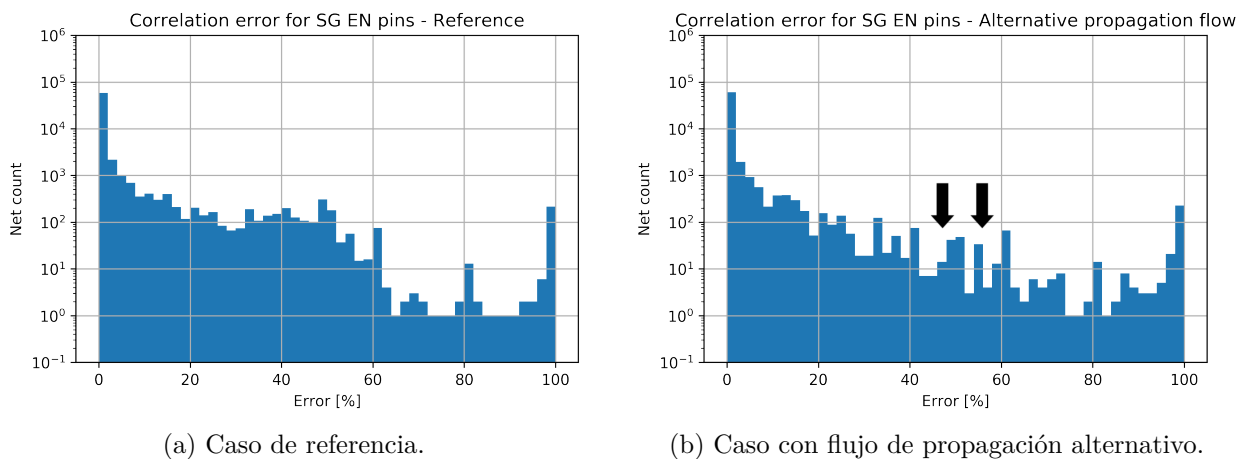 Correlation error for SG EN pins - Reference
10^6
10^5
10^4
10^3
10^2
10^1
10^0
10^−1
Net count
0 20 40 60 80 100
Error [%]
(a) Caso de referencia.
Correlation error for SG EN pins - Alternative propagation flow
10^6
10^5
10^4
10^3
10^2
10^1
10^0
10^−1
Net count
0 20 40 60 80 100
Error [%]
(b) Caso con flujo de propagación alternativo.